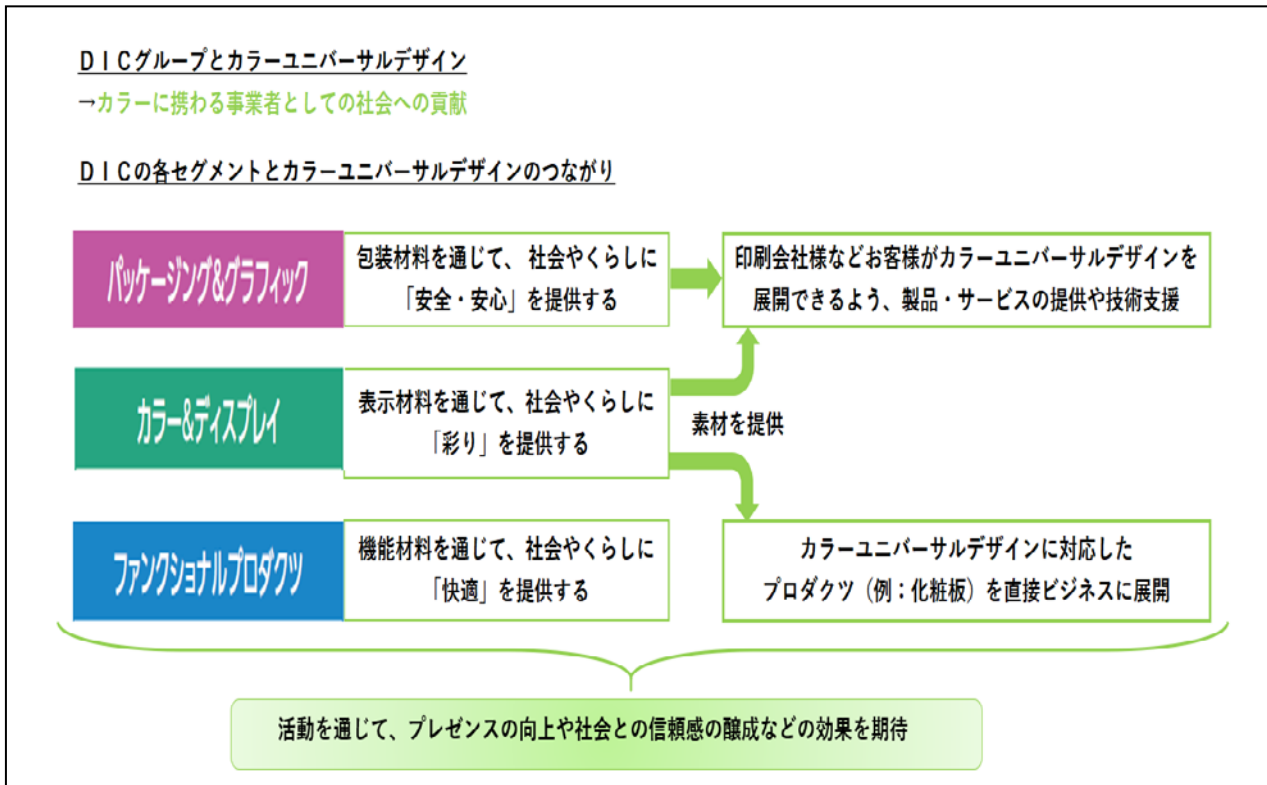 ＤＩＣグループとカラーユニバーサルデザイン
→カラーに携わる事業者としての社会への貢献
ＤＩＣの各セグメントとカラーユニバーサルデザインのつながり
パッケージング&グラフィック
包装材料を通じて、社会やくらしに
「安全・安心」を提供する
印刷会社様などお客様がカラーユニバーサルデザインを
展開できるよう、製品・サービスの提供や技術支援
カラー&ディスプレイ
表示材料を通じて、社会やくらしに
「彩り」を提供する
素材を提供
ファンクショナルプロダクツ
機能材料を通じて、社会やくらしに
「快適」を提供する
カラーユニバーサルデザインに対応した
プロダクツ（例：化粧板）を直接ビジネスに展開
活動を通じて、プレゼンスの向上や社会との信頼感の醸成などの効果を期待